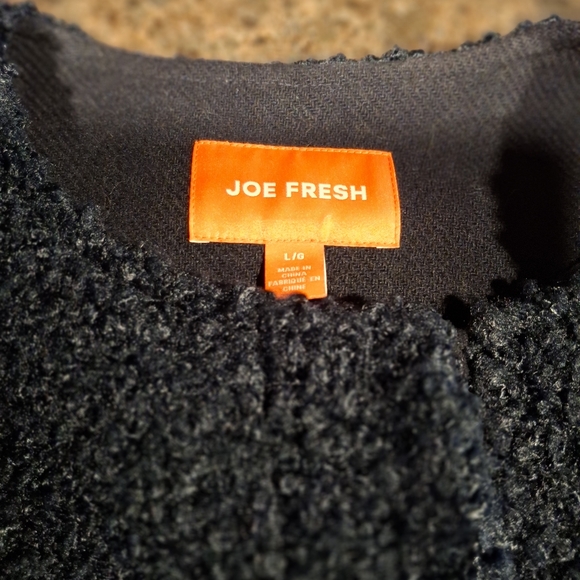 JOE FRESH
L/G
MADE IN
CHINA
FABRIQUÉ EN
CHINE